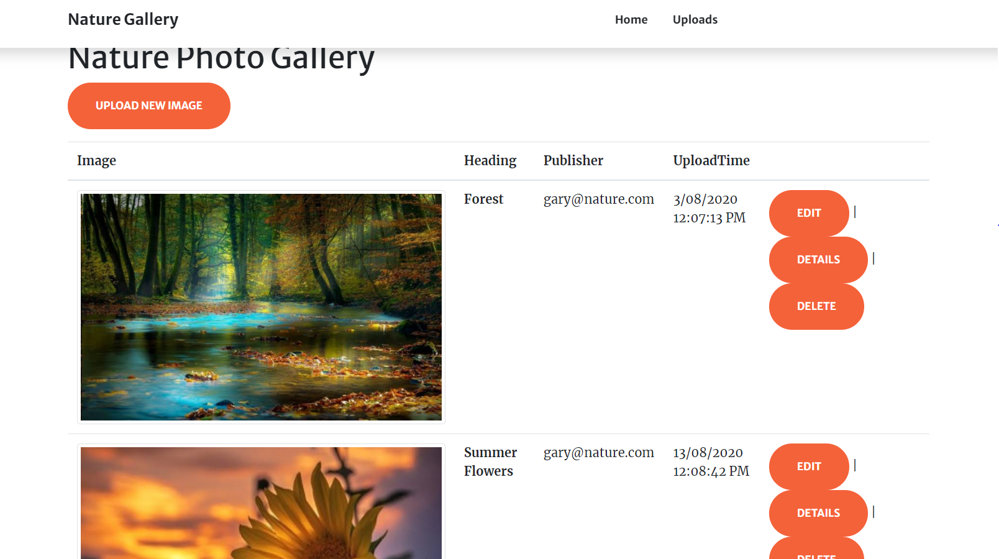 Nature Gallery
Home
Uploads
Nature Photo Gallery
UPLOAD NEW IMAGE
Image
Heading
Publisher
UploadTime
Forest
gary@nature.com
3/08/2020
12:07:13 PM
EDIT
|
DETAILS
|
DELETE
Summer
Flowers
gary@nature.com
13/08/2020
12:08:42 PM
EDIT
|
DETAILS
|
DELETE